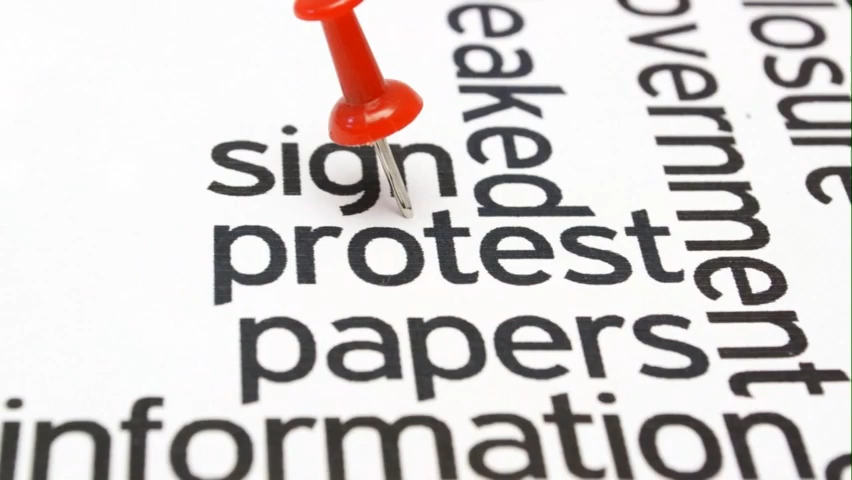 sign
protest
papers
information
eaked
overnment
losure